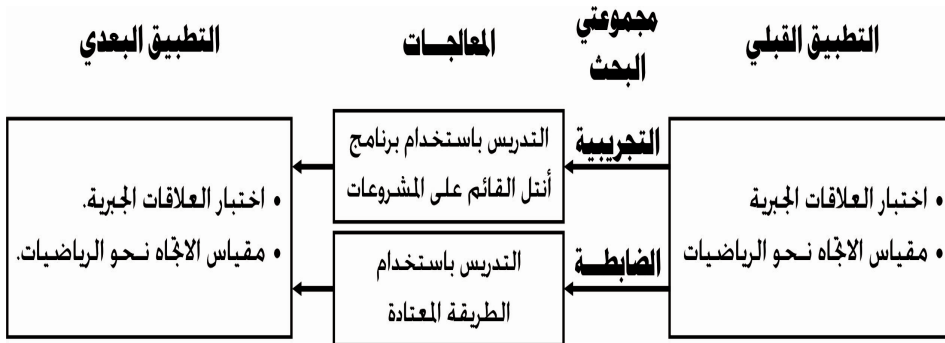 التطبيق القبلي
مجموعتي
البحث
المعالجات
التطبيق البعدي
• اختبار العلاقات الجبرية
• مقياس الاتجاه نحو الرياضيات
التجريبية
الضابطة
التدريس باستخدام برنامج
أنتل القائم على المشروعات
التدريس باستخدام
الطريقة المعتادة
• اختبار العلاقات الجبرية.
• مقياس الاتجاه نحو الرياضيات.